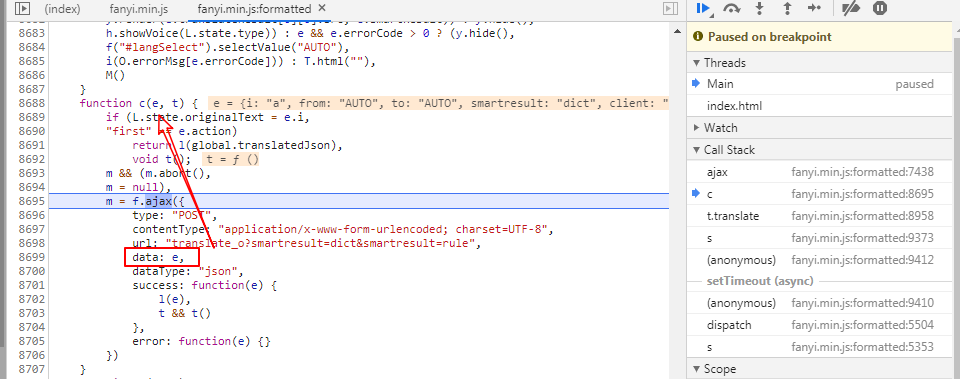 (index) fanyi.min.js fanyi.min.js:formatted ×
8683 h.showVoice(L.state.type)) : e && e.errorCode > 0 ? (y.hide(),
8684 f("#langSelect").selectValue("AUTO"),
8685 i(O.errorMsg[e.errorCode])) : T.html(""),
8686 M()
8687 }
8688 function c(e, t) { e = {i: "a", from: "AUTO", to: "AUTO", smartresult: "dict", client: "
8689 if (L.state.originalText = e.i,
8690 "first" e.action)
8691 return l(global.translatedJson),
8692 void t(); t = ƒ ()
8693 m && (m.abort(),
8694 m = null),
8695 m = f.ajax({
8696 type: "POST",
8697 contentType: "application/x-www-form-urlencoded; charset=UTF-8",
8698 url: "translate_o?smartresult=dict&smartresult=rule",
8699 data: e,
8700 dataType: "json",
8701 success: function(e) {
8702 l(e),
8703 t && t()
8704 },
8705 error: function(e) {}
8706 })
8707 }
Paused on breakpoint
Threads
Main paused
index.html
Watch
Call Stack
ajax fanyi.min.js:formatted:7438
c fanyi.min.js:formatted:8695
t.translate fanyi.min.js:formatted:8958
s fanyi.min.js:formatted:9373
(anonymous) fanyi.min.js:formatted:9412
setTimeout (async)
(anonymous) fanyi.min.js:formatted:9410
dispatch fanyi.min.js:formatted:5504
s fanyi.min.js:formatted:5353
Scope